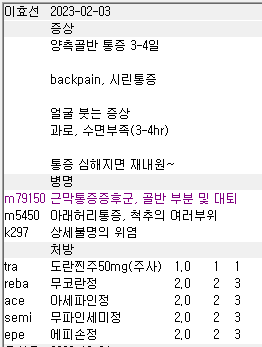 이효선 2023-02-03
증상
양측골반 통증 3-4일
backpain, 시린통증
얼굴 붓는 증상
과로, 수면부족(3-4hr)
통증 심해지면 재내원~
병명
m79150 근막통증증후군, 골반 부분 및 대퇴
m5450 아래허리통증, 척추의 여러부위
k297 상세불명의 위염
처방
tra 도란찐주50mg(주사) 1,0 1 1
reba 무코란정 2,0 2 3
ace 아세파인정 2,0 2 3
semi 무파인세미정 2,0 2 3
epe 에피손정 2,0 2 3